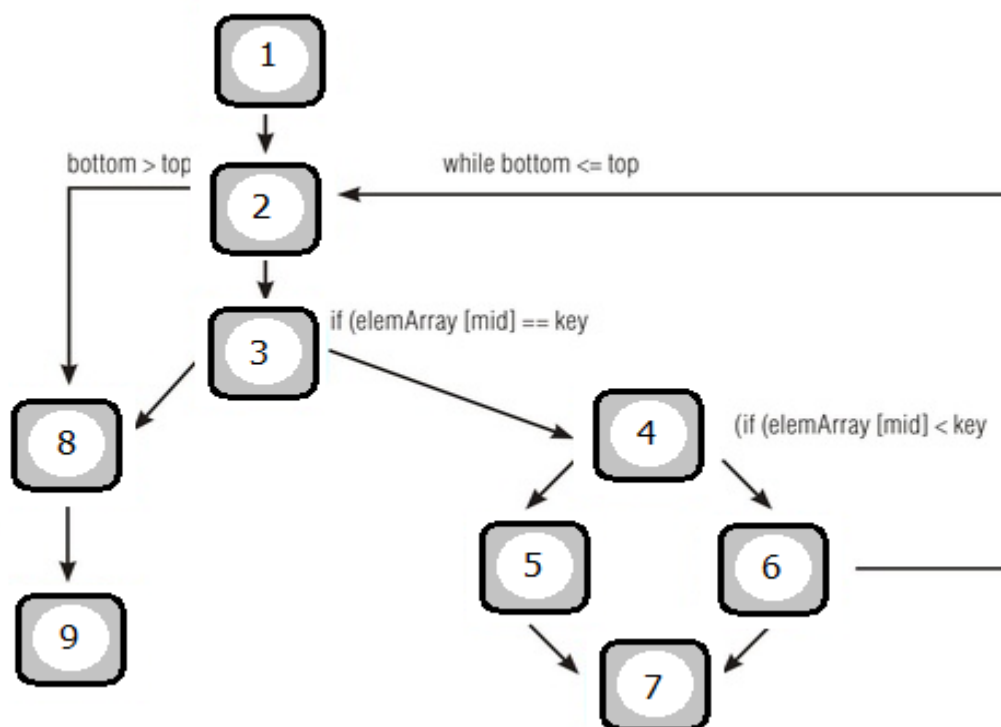 1
bottom > top
while bottom <= top
2
3
if (elemArray [mid] == key
4
(if (elemArray [mid] < key
8
5
6
9
7